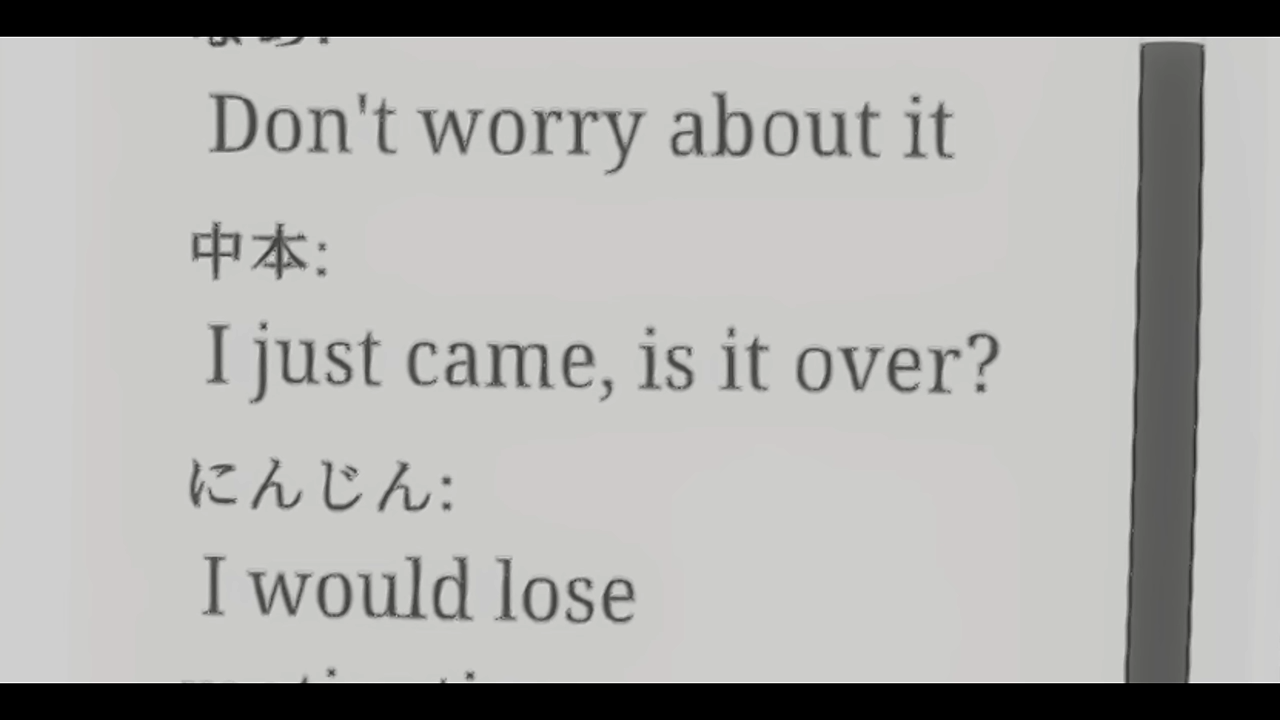 Don't worry about it
中本:
I just came, is it over?
にんじん:
I would lose